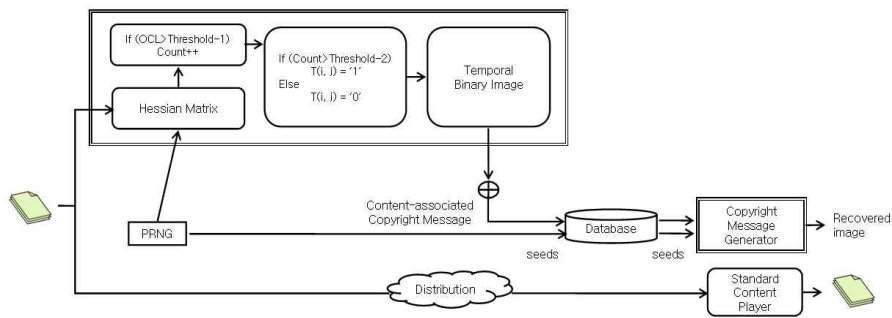 If (OCL>Threshold-1)
Count++
Hessian Matrix
If (Count>Threshold-2)
T(i, j) = '1'
Else
T(i, j) = '0'
Temporal
Binary Image
Content-associated
Copyright Message
PRNG
Database
seeds
seeds
Copyright
Message
Generator
Recovered
image
Distribution
Standard
Content
Player